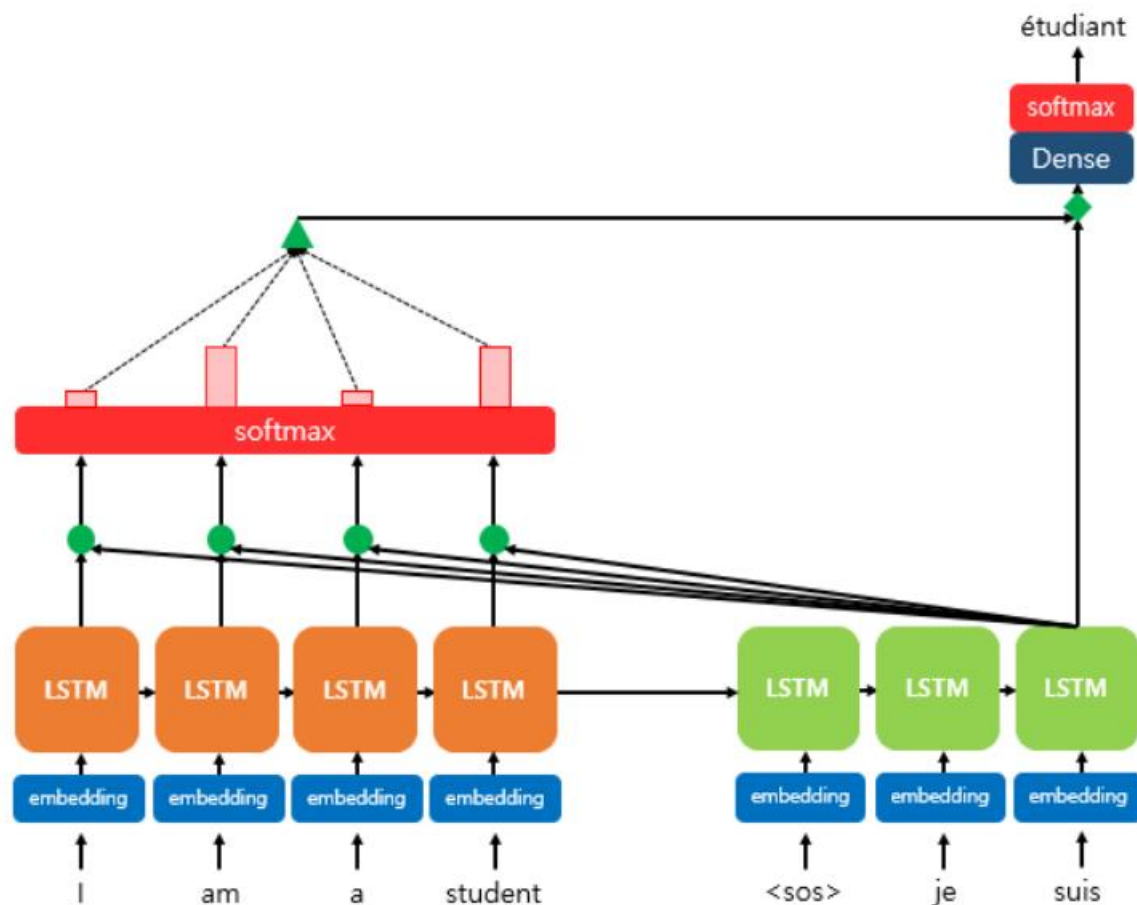 étudiant
softmax
Dense
softmax
LSTM LSTM LSTM LSTM LSTM LSTM LSTM
embedding embedding embedding embedding embedding embedding embedding
I am a student <sos> je suis